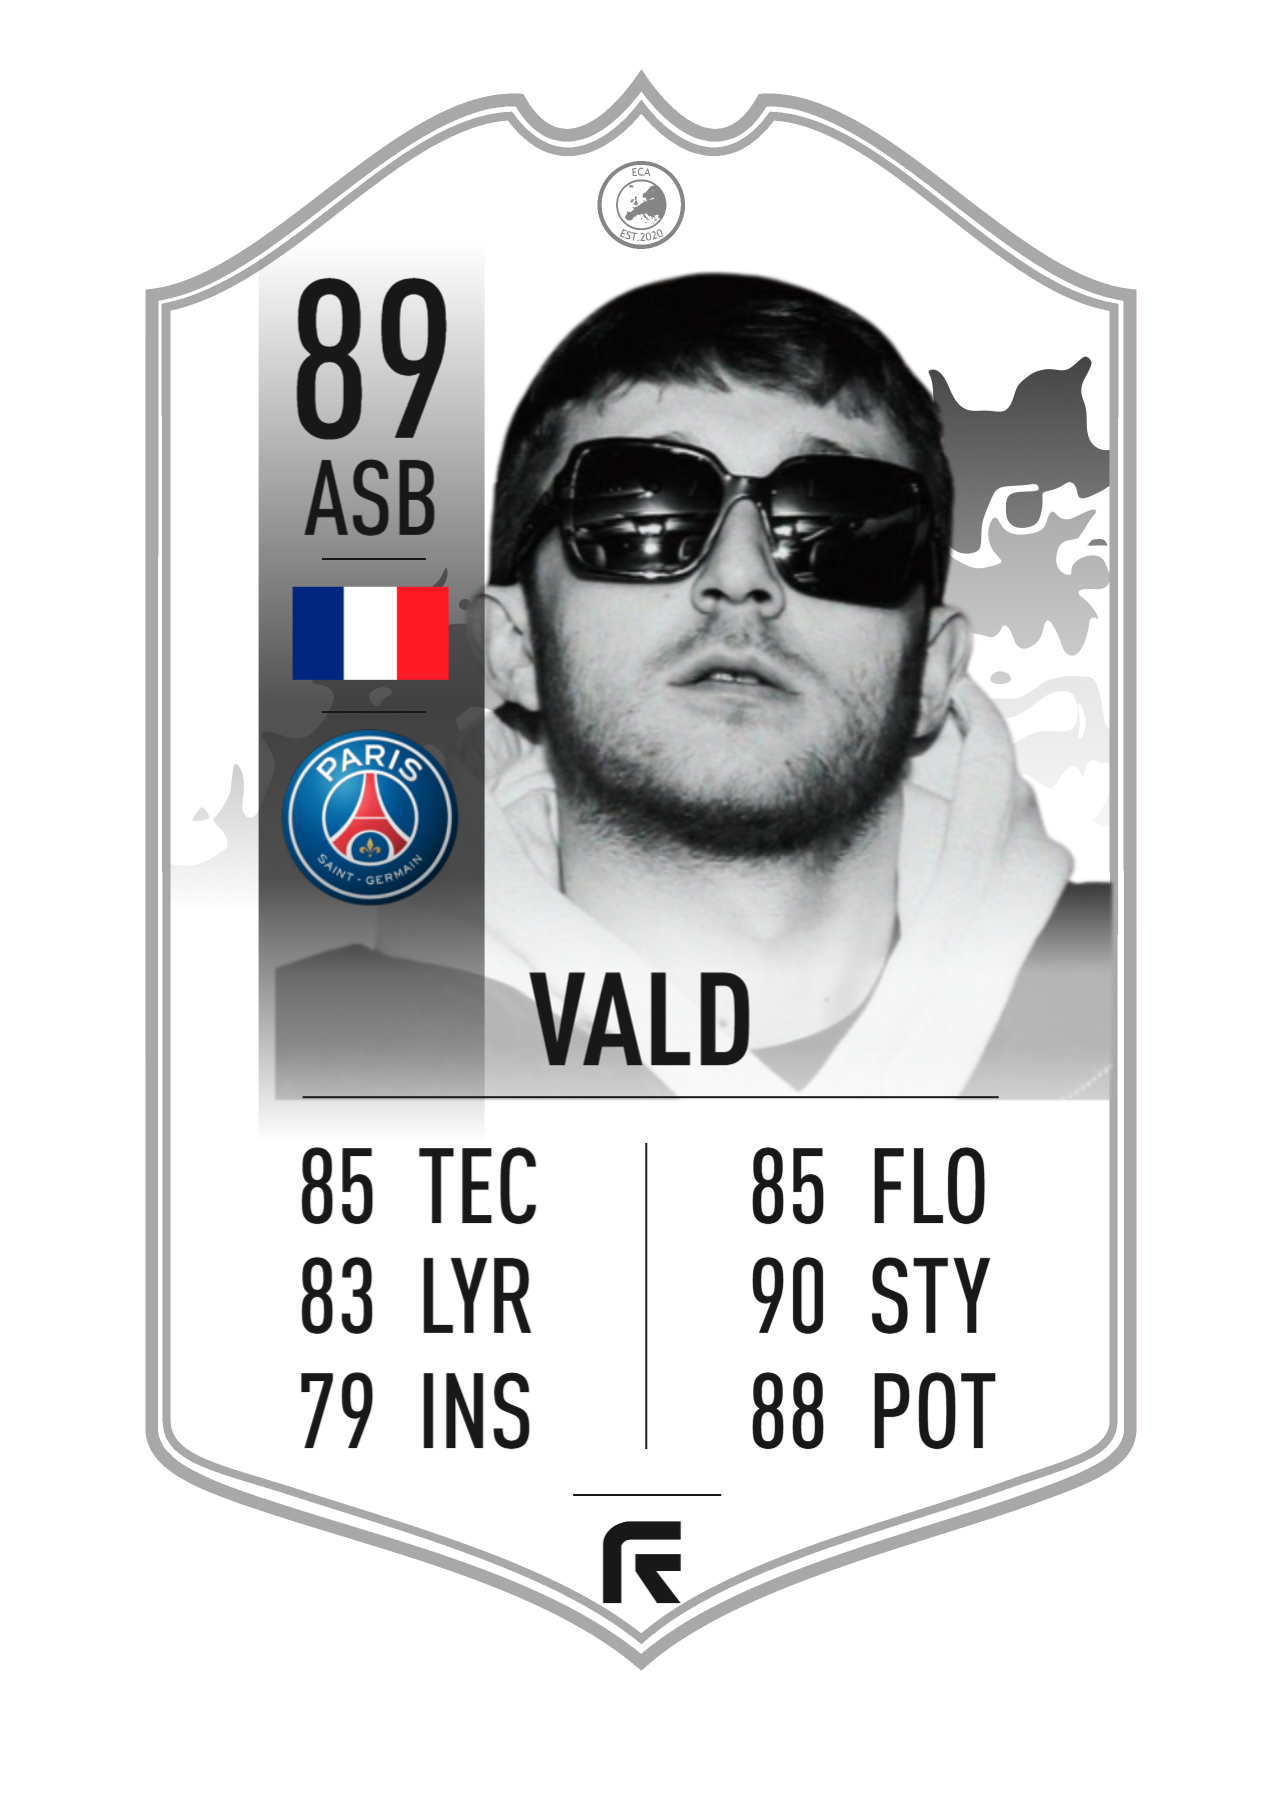 ECA
EST.2020
89
ASB
PARIS
SAINT-GERMAIN
VALD
85 TEC
83 LYR
79 INS
85 FLO
90 STY
88 POT